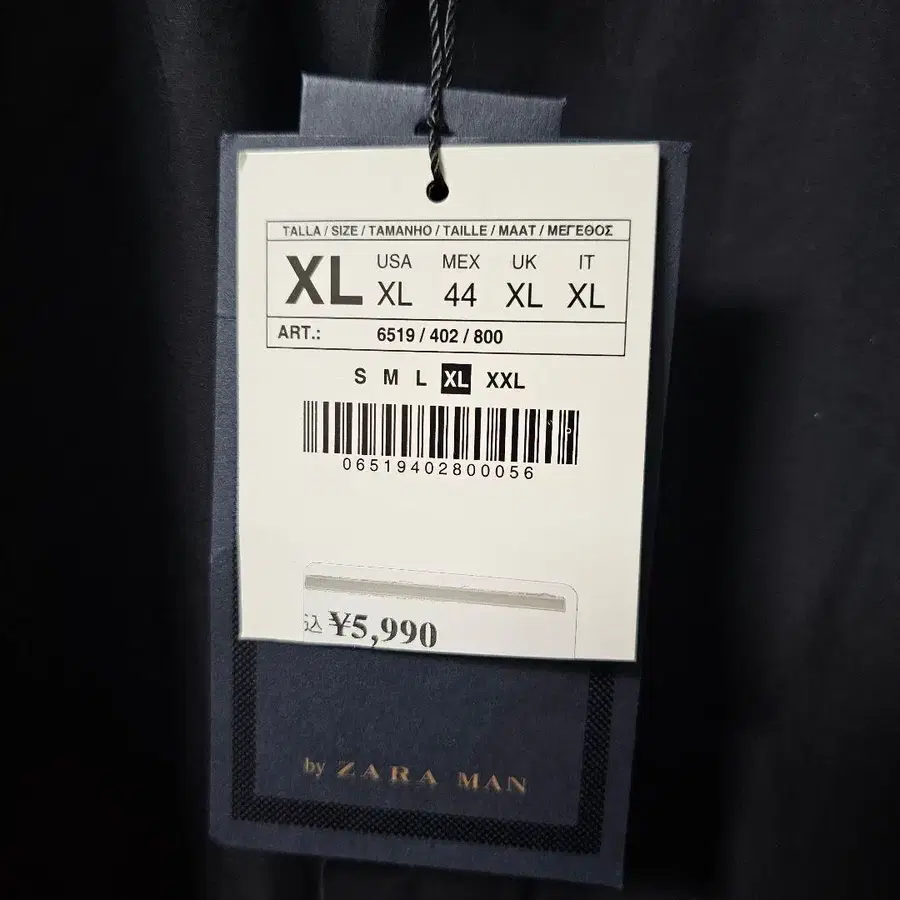 TALLA / SIZE / TAMANHO / TAILLE / MAAT / ΜΕΓΕΘΟΣ
USA MEX UK IT
XL XL 44 XL XL
ART.: 6519 / 402 / 800
S M L XL XXL
06519402800056
込 ¥5,990
by ZARA MAN